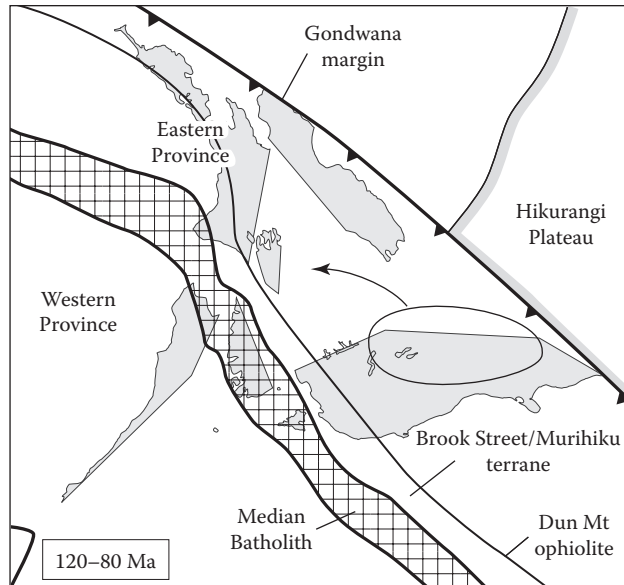 Gondwana
margin
Eastern
Province
Hikurangi
Plateau
Western
Province
Brook Street/Murihiku
terrane
Median
Batholith
Dun Mt
ophiolite
120–80 Ma